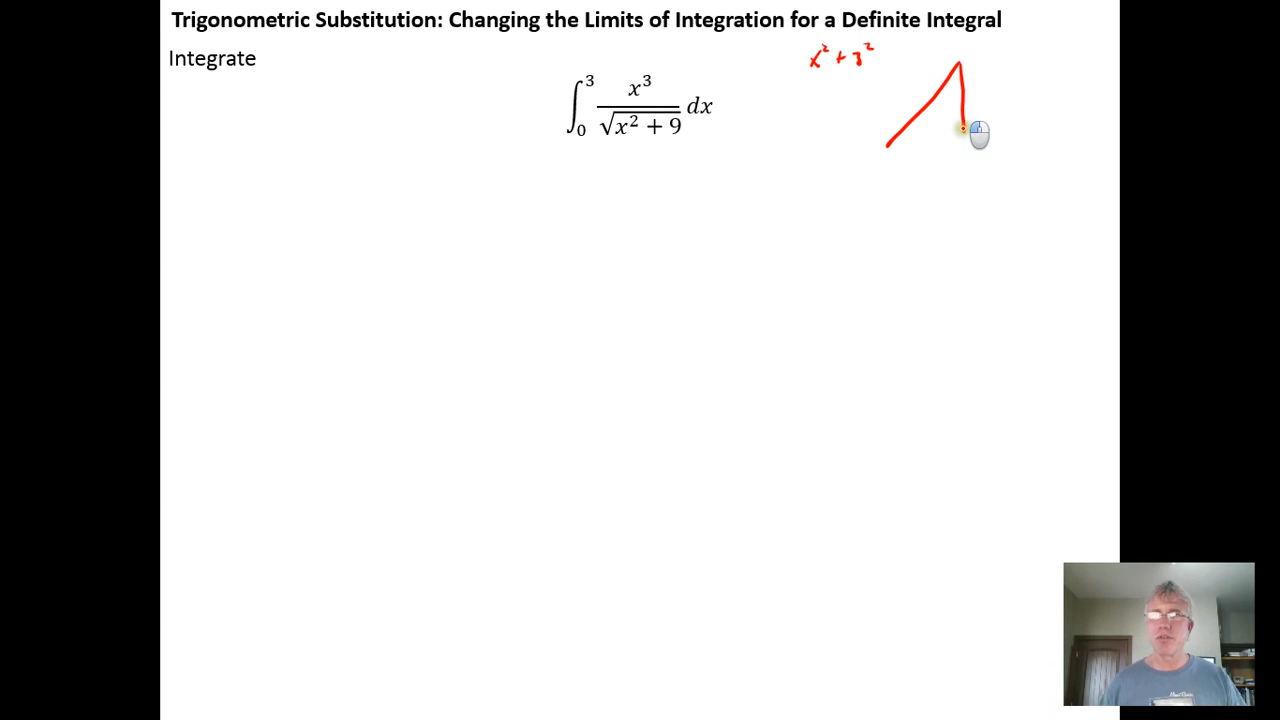 Trigonometric Substitution: Changing the Limits of Integration for a Definite Integral
Integrate
x² + 3²
∫₀³ x³/√(x² + 9) dx